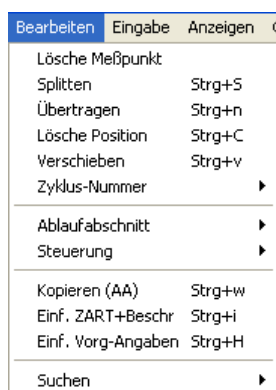 Bearbeiten Eingabe Anzeigen
Lösche Meßpunkt
Splitten Strg+S
Übertragen Strg+n
Lösche Position Strg+C
Verschieben Strg+v
Zyklus-Nummer
Ablaufabschnitt
Steuerung
Kopieren (AA) Strg+w
Einf. ZART+Beschr Strg+i
Einf. Vorg-Angaben Strg+H
Suchen